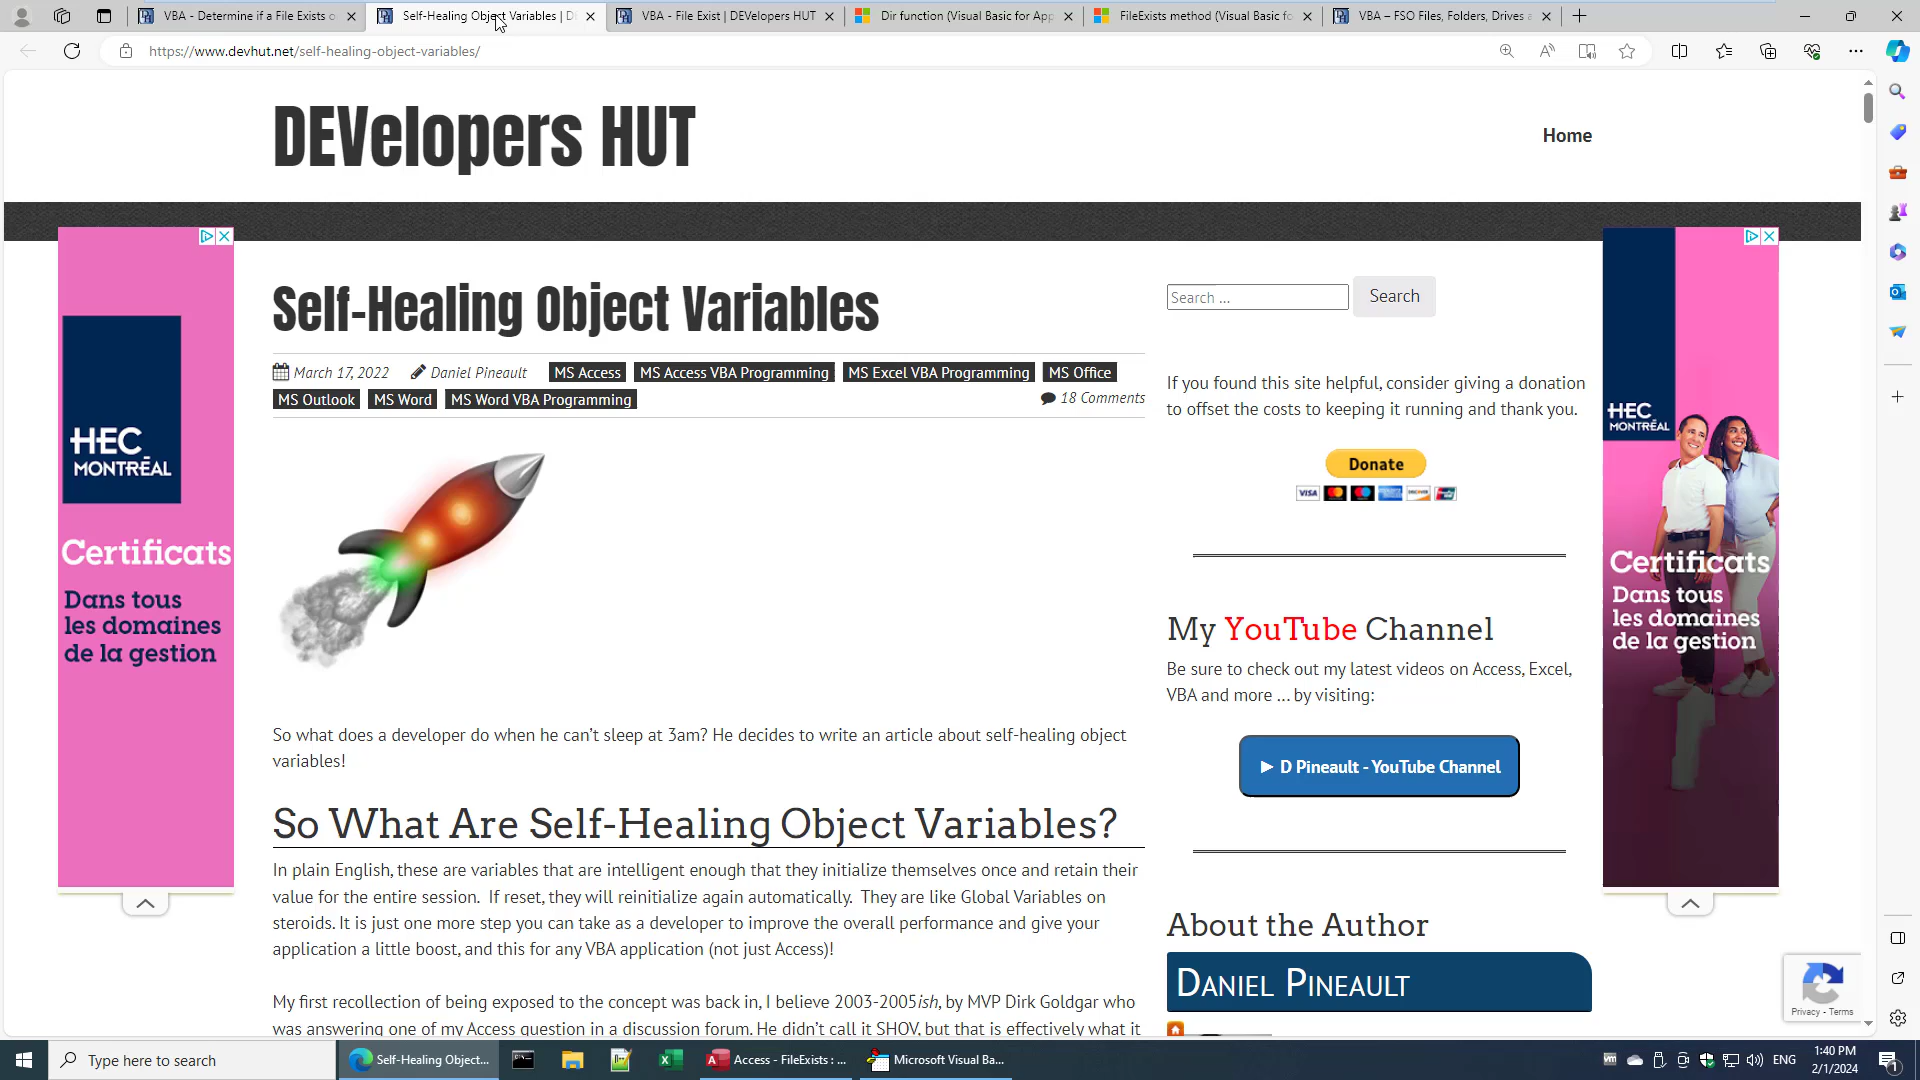 VBA - Determine if a File Exists o
Self-Healing Object Variables | D
VBA - File Exist | DEVelopers HUT
Dir function (Visual Basic for App
FileExists method (Visual Basic fo
VBA – FSO Files, Folders, Drives a
https://www.devhut.net/self-healing-object-variables/
DEVelopers HUT
Home
Self-Healing Object Variables
March 17, 2022
Daniel Pineault
MS Access
MS Access VBA Programming
MS Excel VBA Programming
MS Office
MS Outlook
MS Word
MS Word VBA Programming
18 Comments
So what does a developer do when he can’t sleep at 3am? He decides to write an article about self-healing object
variables!
So What Are Self-Healing Object Variables?
In plain English, these are variables that are intelligent enough that they initialize themselves once and retain their
value for the entire session. If reset, they will reinitialize again automatically. They are like Global Variables on
steroids. It is just one more step you can take as a developer to improve the overall performance and give your
application a little boost, and this for any VBA application (not just Access)!
My first recollection of being exposed to the concept was back in, I believe 2003-2005ish, by MVP Dirk Goldgar who
was answering one of my Access question in a discussion forum. He didn’t call it SHOV, but that is effectively what it
Search ...
Search
If you found this site helpful, consider giving a donation
to offset the costs to keeping it running and thank you.
Donate
VISA
My YouTube Channel
Be sure to check out my latest videos on Access, Excel,
VBA and more ... by visiting:
► D Pineault - YouTube Channel
About the Author
Daniel Pineault
HEC
MONTRÉAL
Certificats
Dans tous
les domaines
de la gestion
HEC
MONTRÉAL
Certificats
Dans tous
les domaines
de la gestion
Privacy - Terms
Type here to search
Self-Healing Object...
Access - FileExists : ...
Microsoft Visual Ba...
ENG
1:40 PM
2/1/2024
1